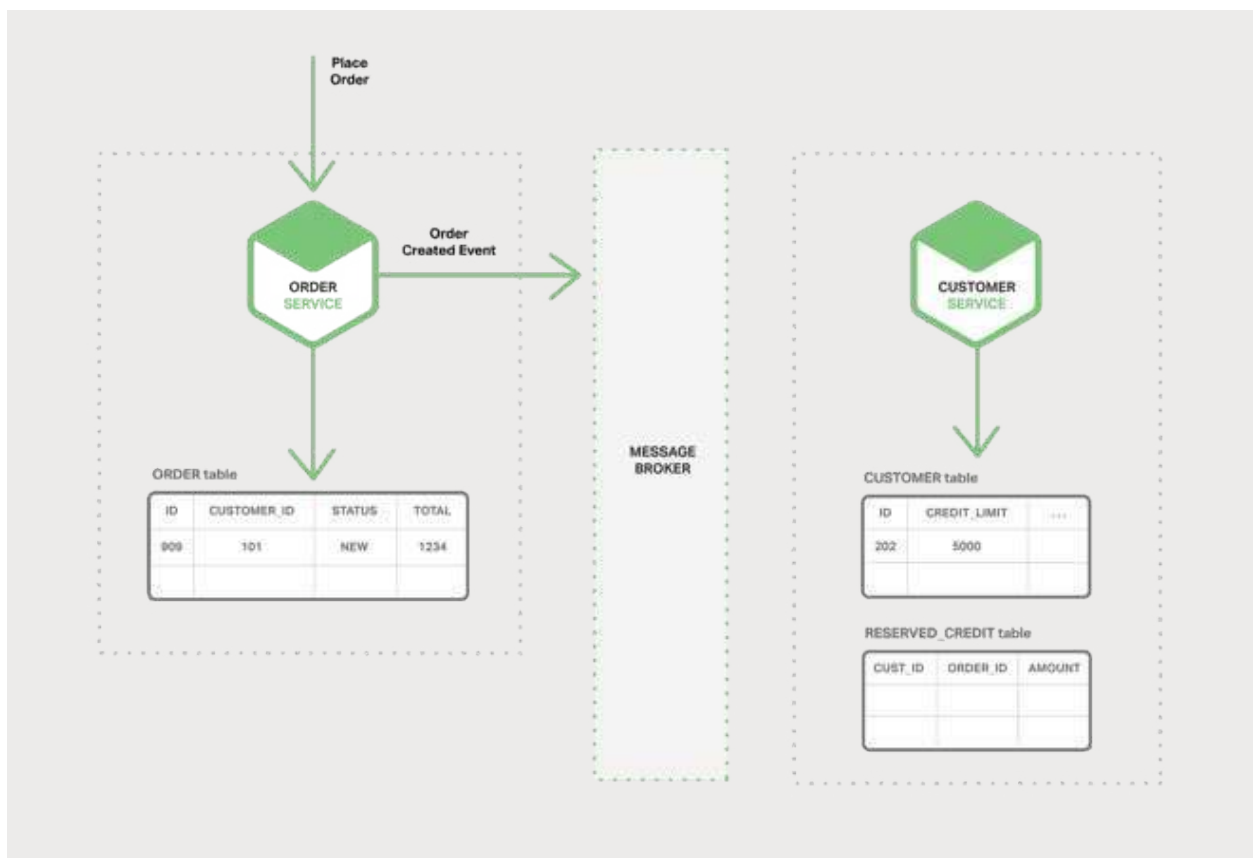 Place
Order
Order
Created Event
ORDER
SERVICE
CUSTOMER
SERVICE
MESSAGE
BROKER
ORDER table
ID CUSTOMER_ID STATUS TOTAL
909 101 NEW 1234
CUSTOMER table
ID CREDIT_LIMIT ...
202 5000
RESERVED_CREDIT table
CUST_ID ORDER_ID AMOUNT